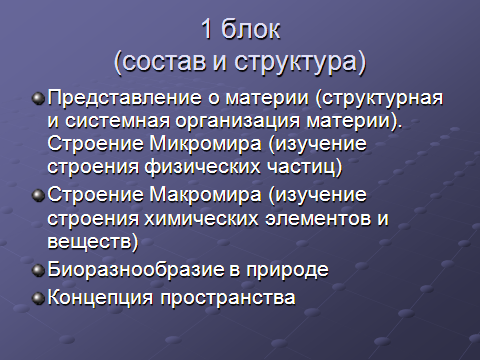 1 блок
(состав и структура)
Представление о материи (структурная
и системная организация материи).
Строение Микромира (изучение
строения физических частиц)
Строение Макромира (изучение
строения химических элементов и
веществ)
Биоразнообразие в природе
Концепция пространства